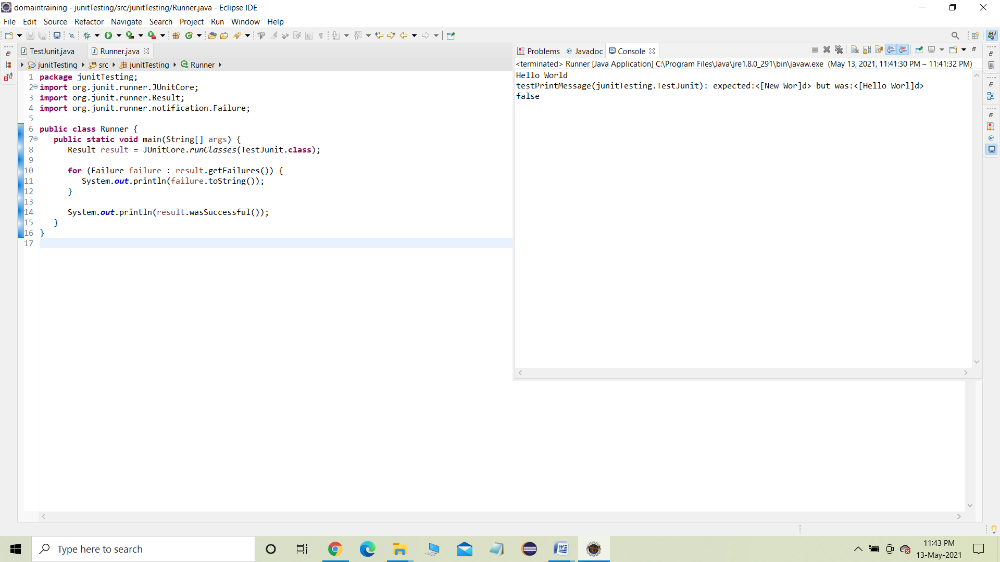 domaintraining - junitTesting/src/junitTesting/Runner.java - Eclipse IDE
File Edit Source Refactor Navigate Search Project Run Window Help
TestJunit.java Runner.java
junitTesting src junitTesting Runner
1 package junitTesting;
2 import org.junit.runner.JUnitCore;
3 import org.junit.runner.Result;
4 import org.junit.runner.notification.Failure;
5
6 public class Runner {
7 public static void main(String[] args) {
8 Result result = JUnitCore.runClasses(TestJunit.class);
9
10 for (Failure failure : result.getFailures()) {
11 System.out.println(failure.toString());
12 }
13
14 System.out.println(result.wasSuccessful());
15 }
16 }
17
Problems @ Javadoc Console
<terminated> Runner [Java Application] C:\Program Files\Java\jre1.8.0_291\bin\javaw.exe (May 13, 2021, 11:41:30 PM – 11:41:32 PM)
Hello World
testPrintMessage(junitTesting.TestJunit): expected:<[New Wor]d> but was:<[Hello Worl]d>
false
Type here to search
11:43 PM
13-May-2021